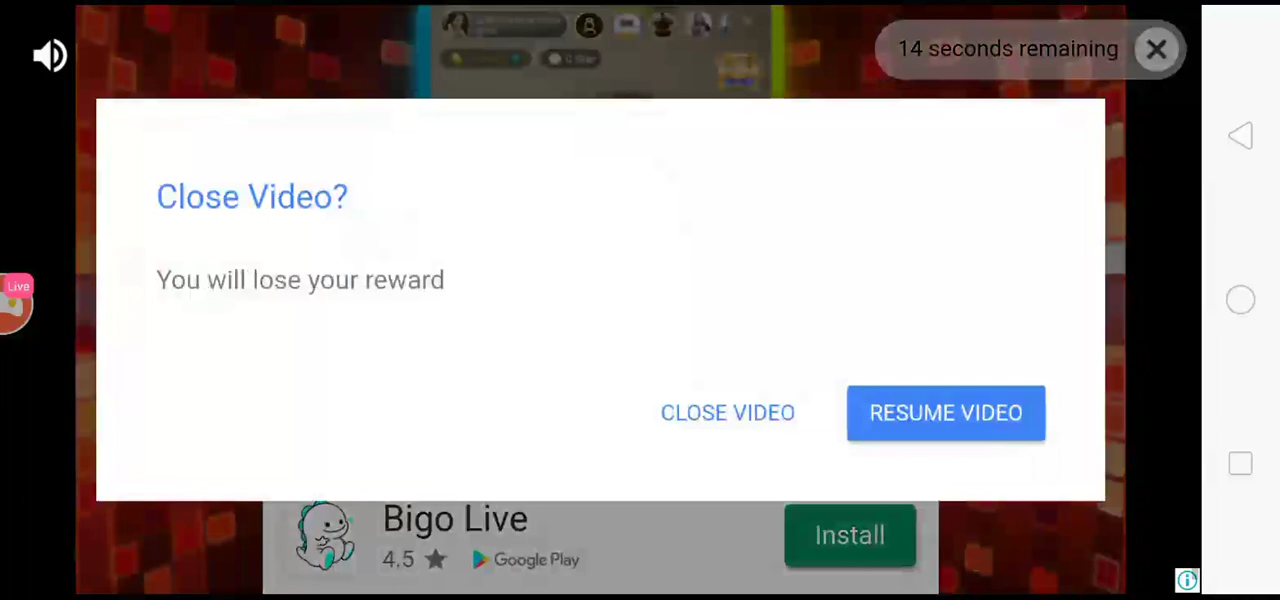 14 seconds remaining
Close Video?
Live
You will lose your reward
CLOSE VIDEO
RESUME VIDEO
Bigo Live
Install
4.5 ★ Google Play